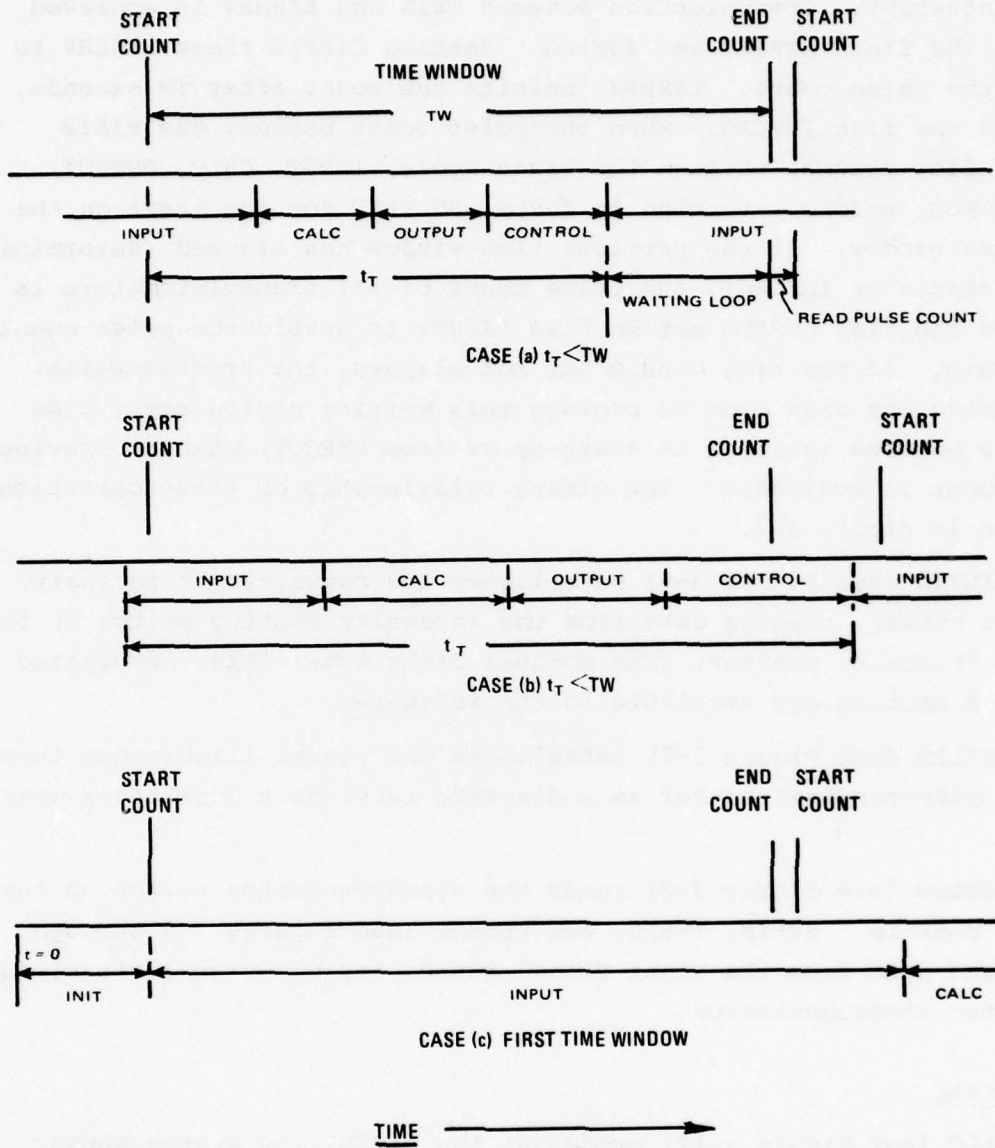 START COUNT
END COUNT
START COUNT
TIME WINDOW
TW
INPUT
CALC
OUTPUT
CONTROL
INPUT
t_T
WAITING LOOP
READ PULSE COUNT
CASE (a) t_T < TW
START COUNT
END COUNT
START COUNT
INPUT
CALC
OUTPUT
CONTROL
INPUT
t_T
CASE (b) t_T < TW
START COUNT
END COUNT
START COUNT
t = 0
INIT
INPUT
CALC
CASE (c) FIRST TIME WINDOW
TIME